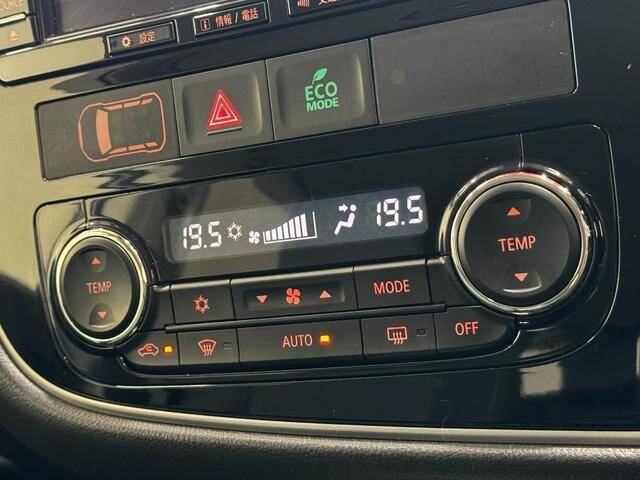 設定
情報 / 電話
ECO
MODE
19.5
19.5
TEMP
TEMP
MODE
AUTO
OFF